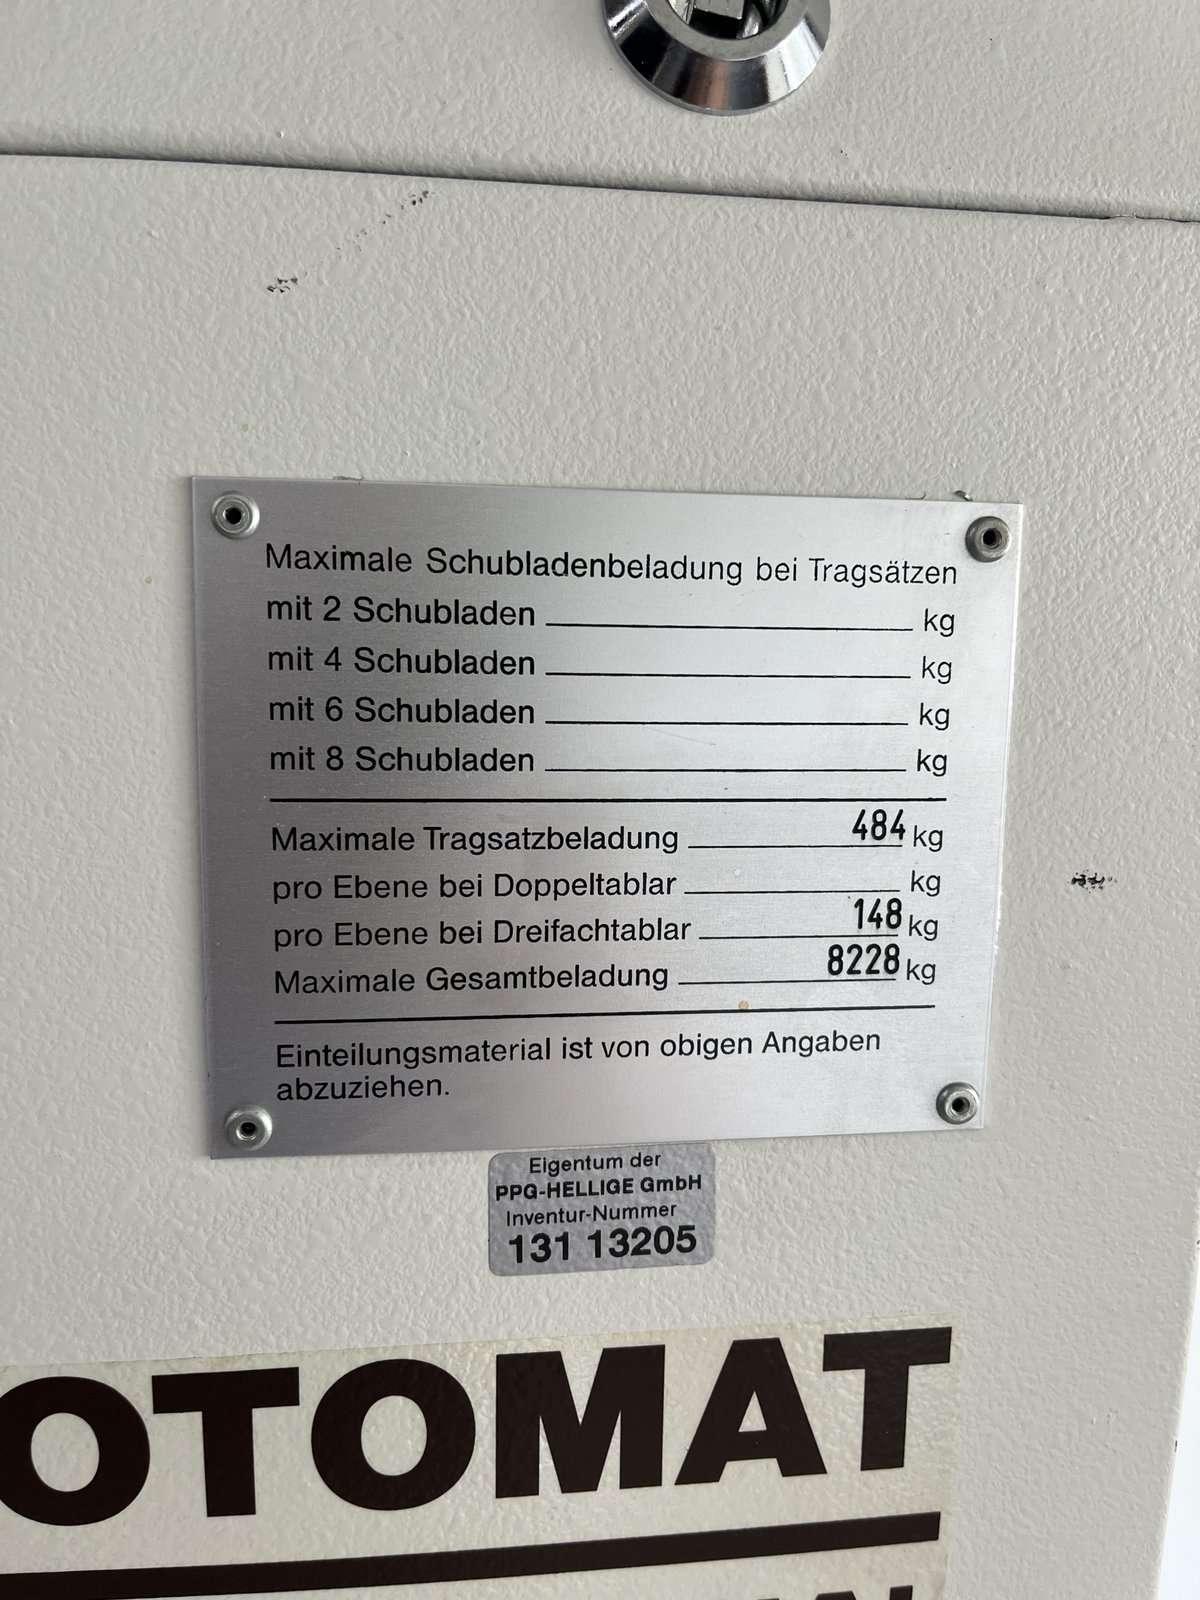 Maximale Schubladenbeladung bei Tragsätzen
mit 2 Schubladen kg
mit 4 Schubladen kg
mit 6 Schubladen kg
mit 8 Schubladen kg
Maximale Tragsatzbeladung 484 kg
pro Ebene bei Doppeltablar kg
pro Ebene bei Dreifachtablar 148 kg
Maximale Gesamtbeladung 8228 kg
Einteilungsmaterial ist von obigen Angaben
abzuziehen.
Eigentum der
PPG-HELLIGE GmbH
Inventur-Nummer
131 13205
OTOMAT